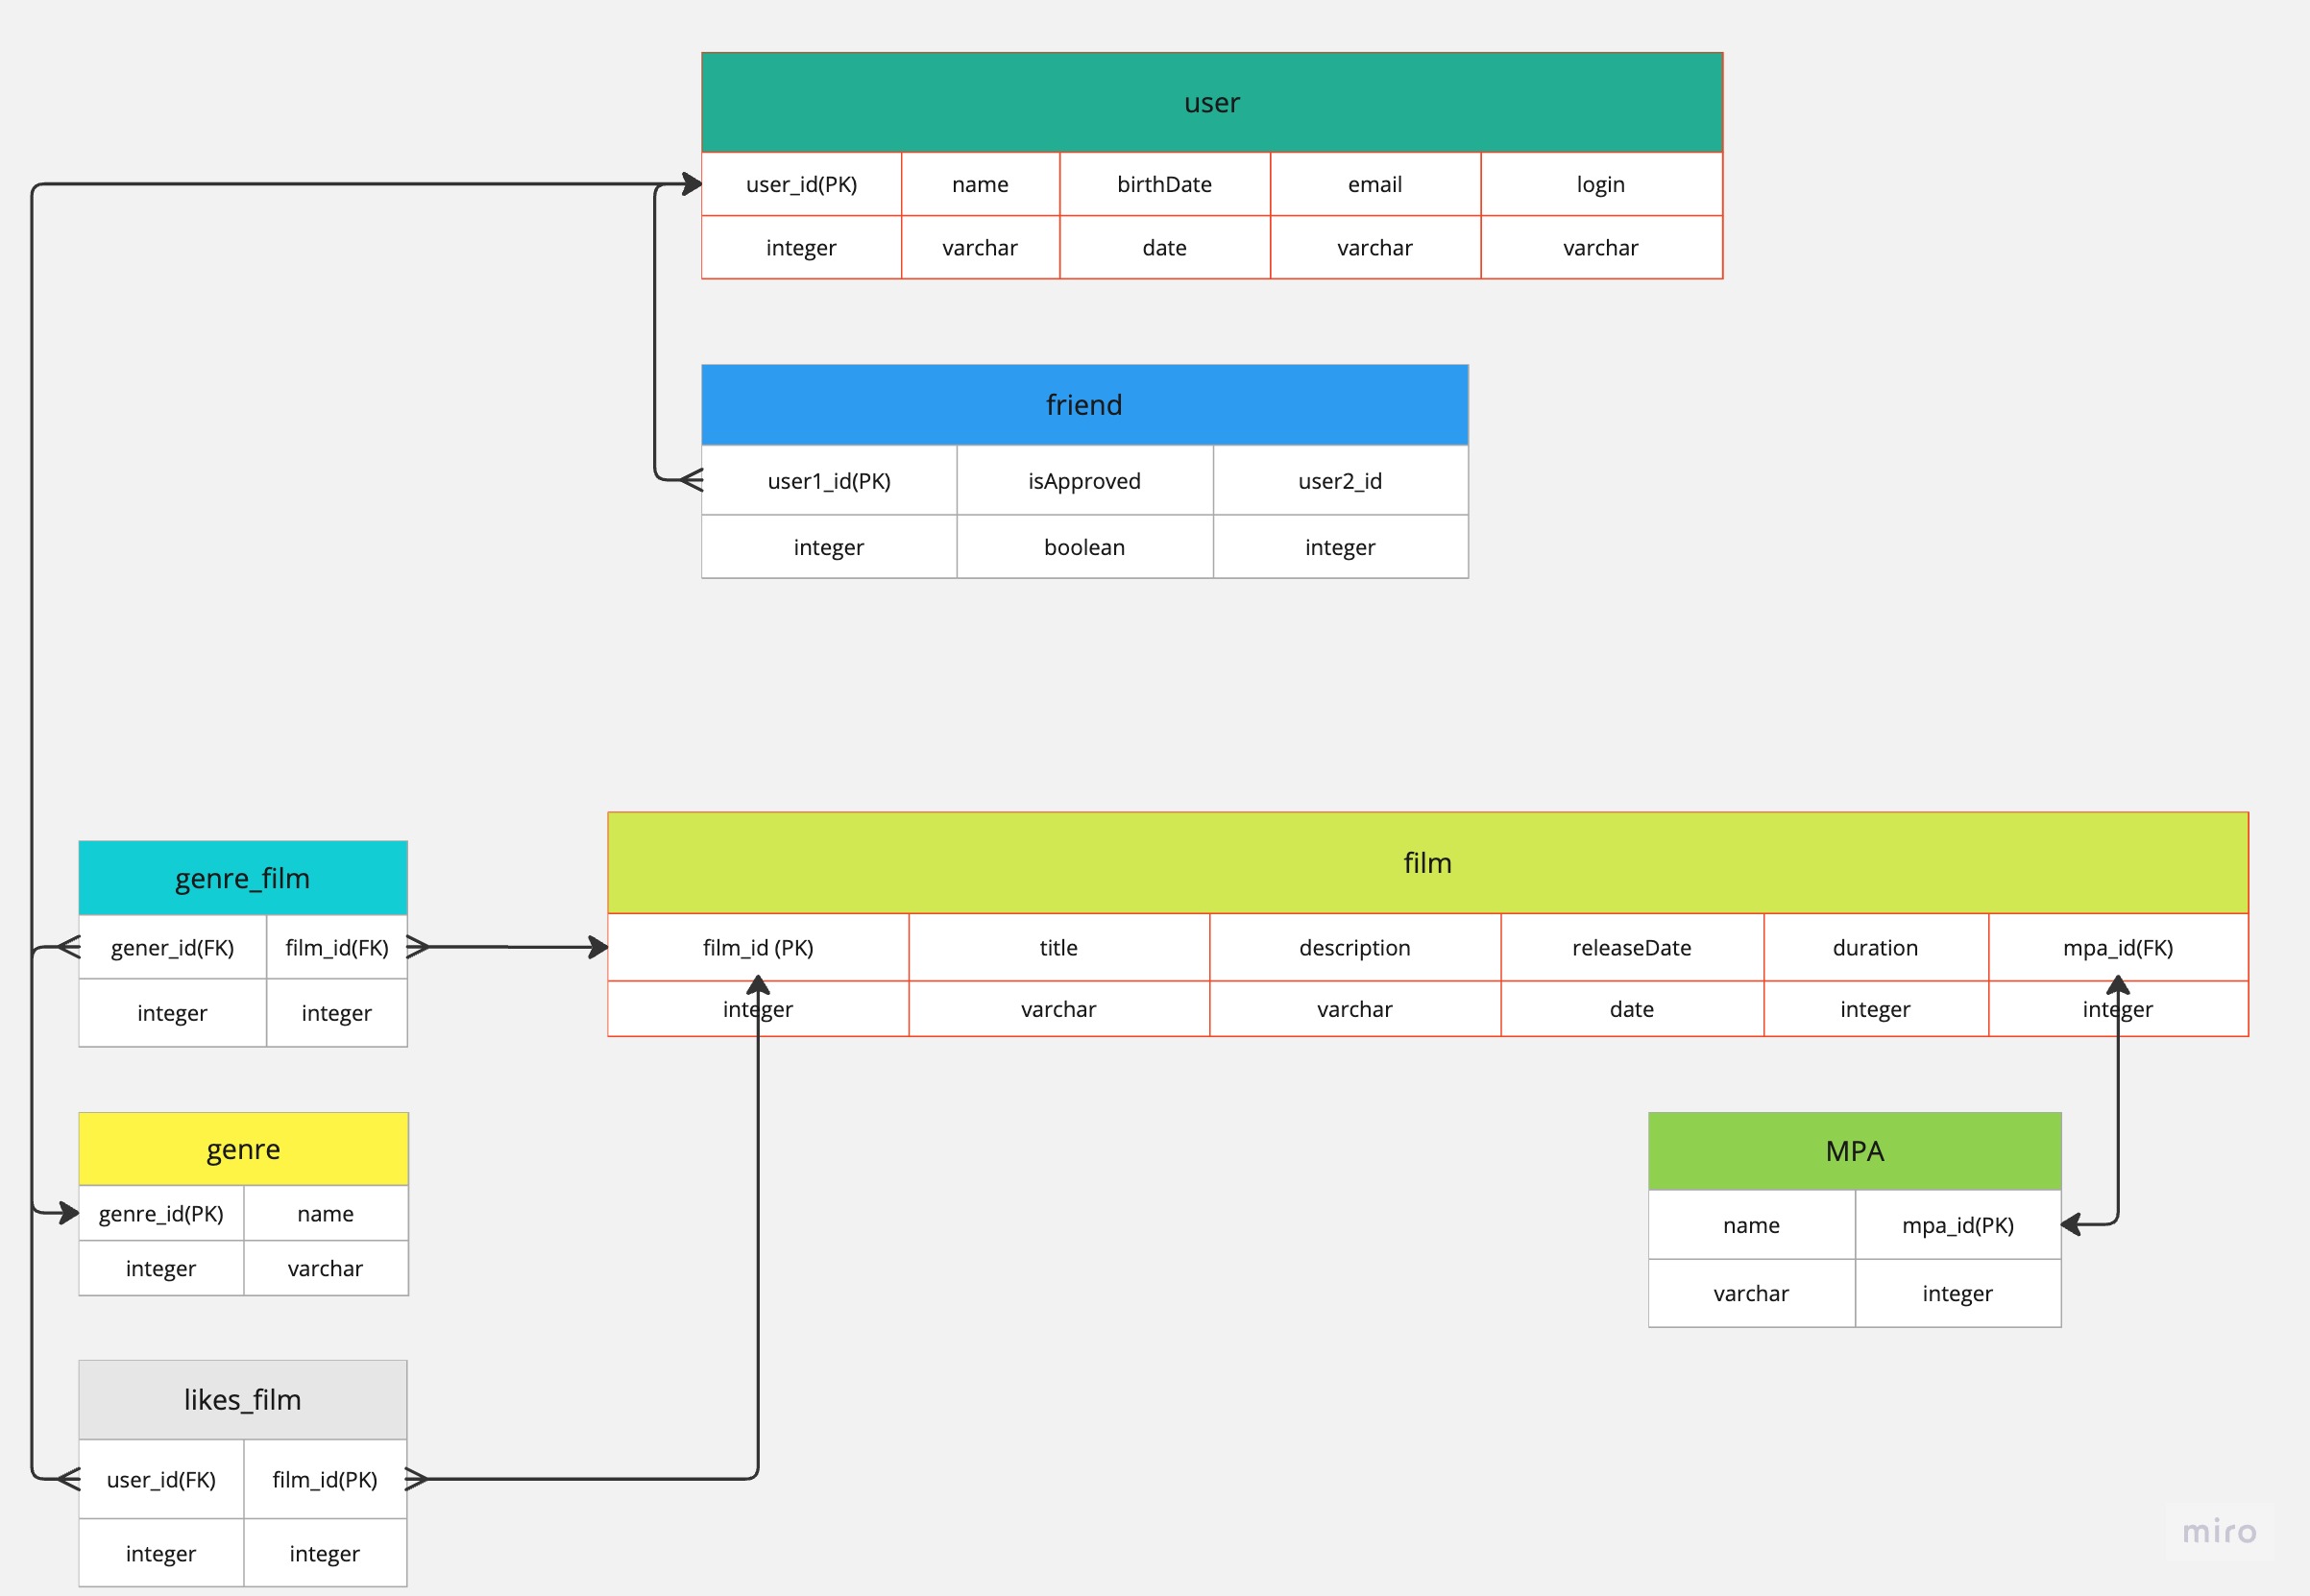 user
user_id(PK) name birthDate email login
integer varchar date varchar varchar
friend
user1_id(PK) isApproved user2_id
integer boolean integer
genre_film
gener_id(FK) film_id(FK)
integer integer
film
film_id (PK) title description releaseDate duration mpa_id(FK)
integer varchar varchar date integer integer
genre
genre_id(PK) name
integer varchar
MPA
name mpa_id(PK)
varchar integer
likes_film
user_id(FK) film_id(PK)
integer integer
miro